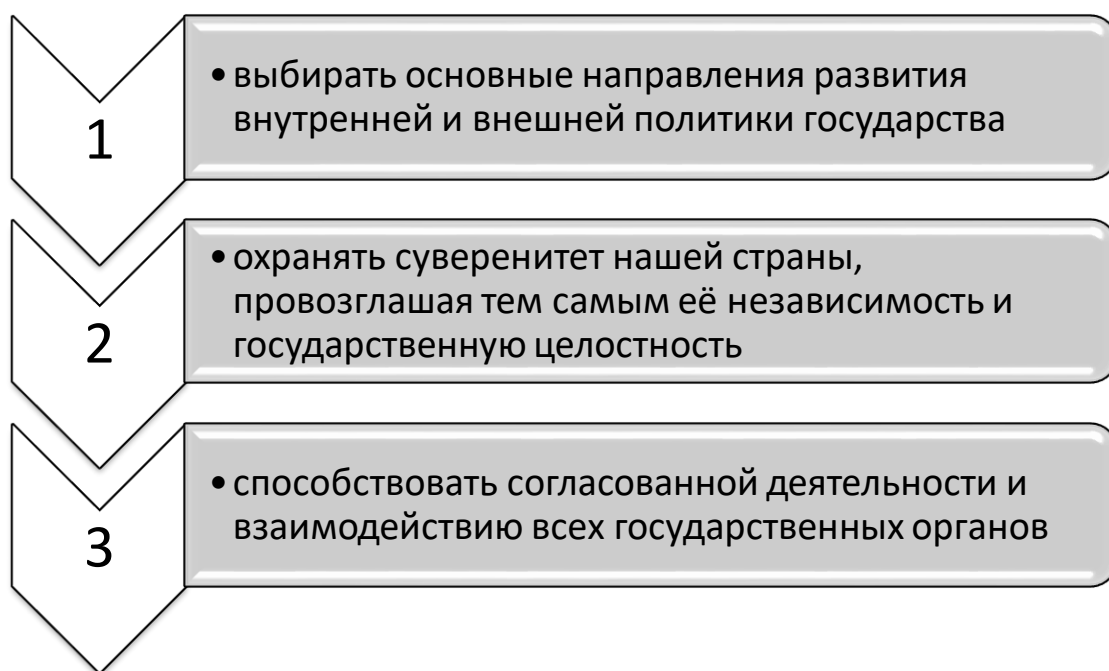 1
• выбирать основные направления развития
внутренней и внешней политики государства
2
• охранять суверенитет нашей страны,
провозглашая тем самым её независимость и
государственную целостность
3
• способствовать согласованной деятельности и
взаимодействию всех государственных органов